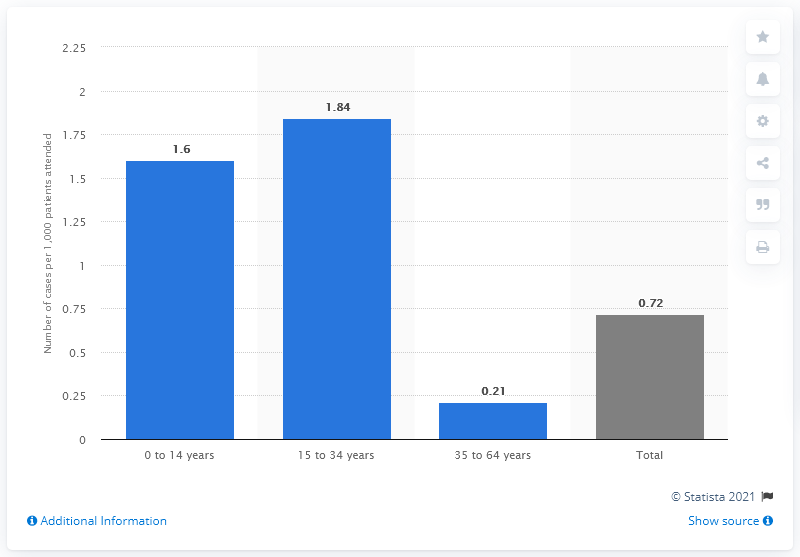 2.25
2
1.75
1.5
1.25
1
0.75
0.5
0.25
0
Number of cases per 1,000 patients attended
1.6
1.84
0.21
0.72
0 to 14 years
15 to 34 years
35 to 64 years
Total
© Statista 2021
Additional Information
Show source